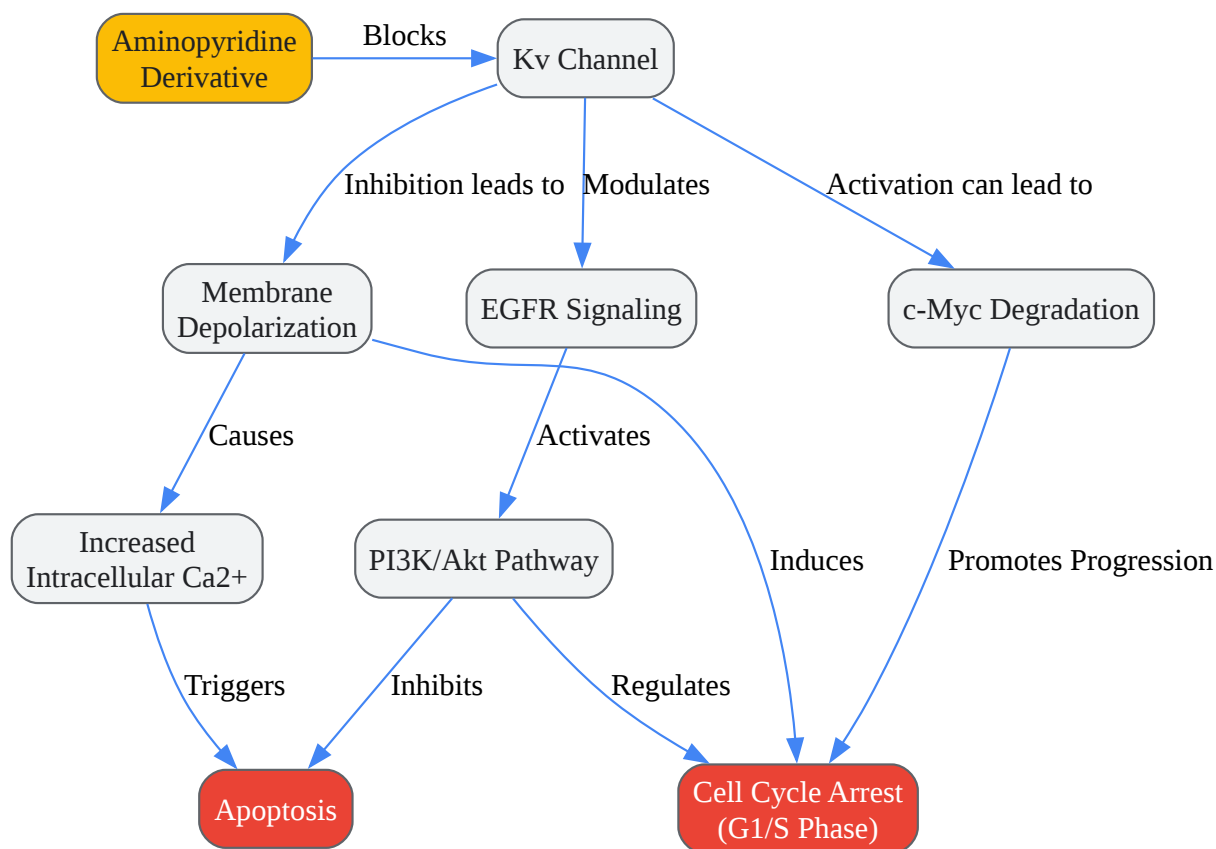 Aminopyridine
Derivative
Blocks
Kv Channel
Inhibition leads to
Modulates
Activation can lead to
Membrane
Depolarization
EGFR Signaling
c-Myc Degradation
Causes
Activates
Increased
Intracellular Ca2+
PI3K/Akt Pathway
Induces
Promotes Progression
Triggers
Inhibits
Regulates
Apoptosis
Cell Cycle Arrest
(G1/S Phase)